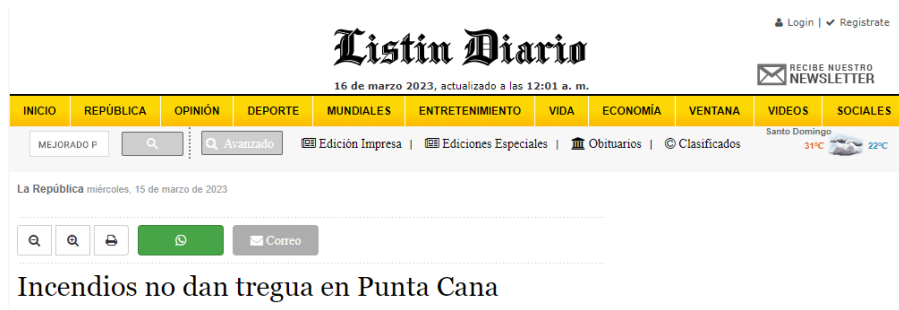 Login | Registrate
Listin Diario
RECIBE NUESTRO
NEWSLETTER
16 de marzo 2023, actualizado a las 12:01 a. m.
INICIO REPÚBLICA OPINIÓN DEPORTE MUNDIALES ENTRETENIMIENTO VIDA ECONOMÍA VENTANA VIDEOS SOCIALES
Santo Domingo
MEJORADO P Avanzado Edición Impresa | Ediciones Especiales | Obituarios | © Clasificados 31ºC 22ºC
La República miércoles, 15 de marzo de 2023
Correo
Incendios no dan tregua en Punta Cana